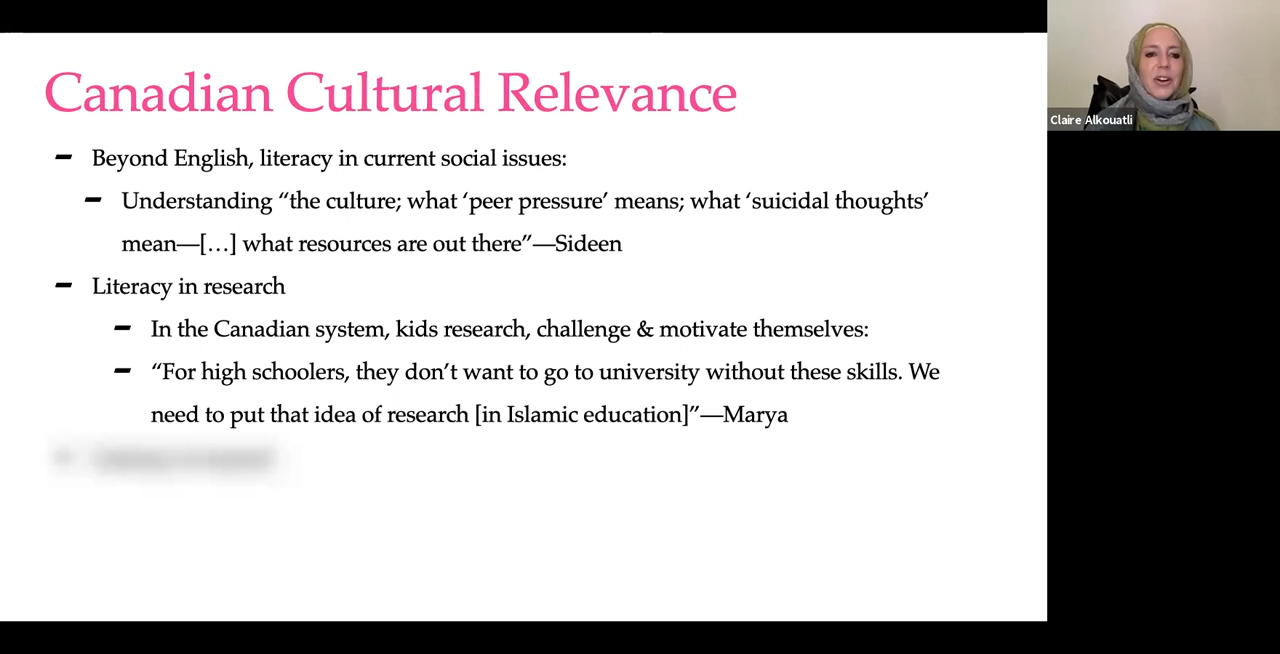 Canadian Cultural Relevance
Claire Alkouatli
– Beyond English, literacy in current social issues:
– Understanding “the culture; what ‘peer pressure’ means; what ‘suicidal thoughts’
mean—[…] what resources are out there”—Sideen
– Literacy in research
– In the Canadian system, kids research, challenge & motivate themselves:
– “For high schoolers, they don’t want to go to university without these skills. We
need to put that idea of research [in Islamic education]”—Marya